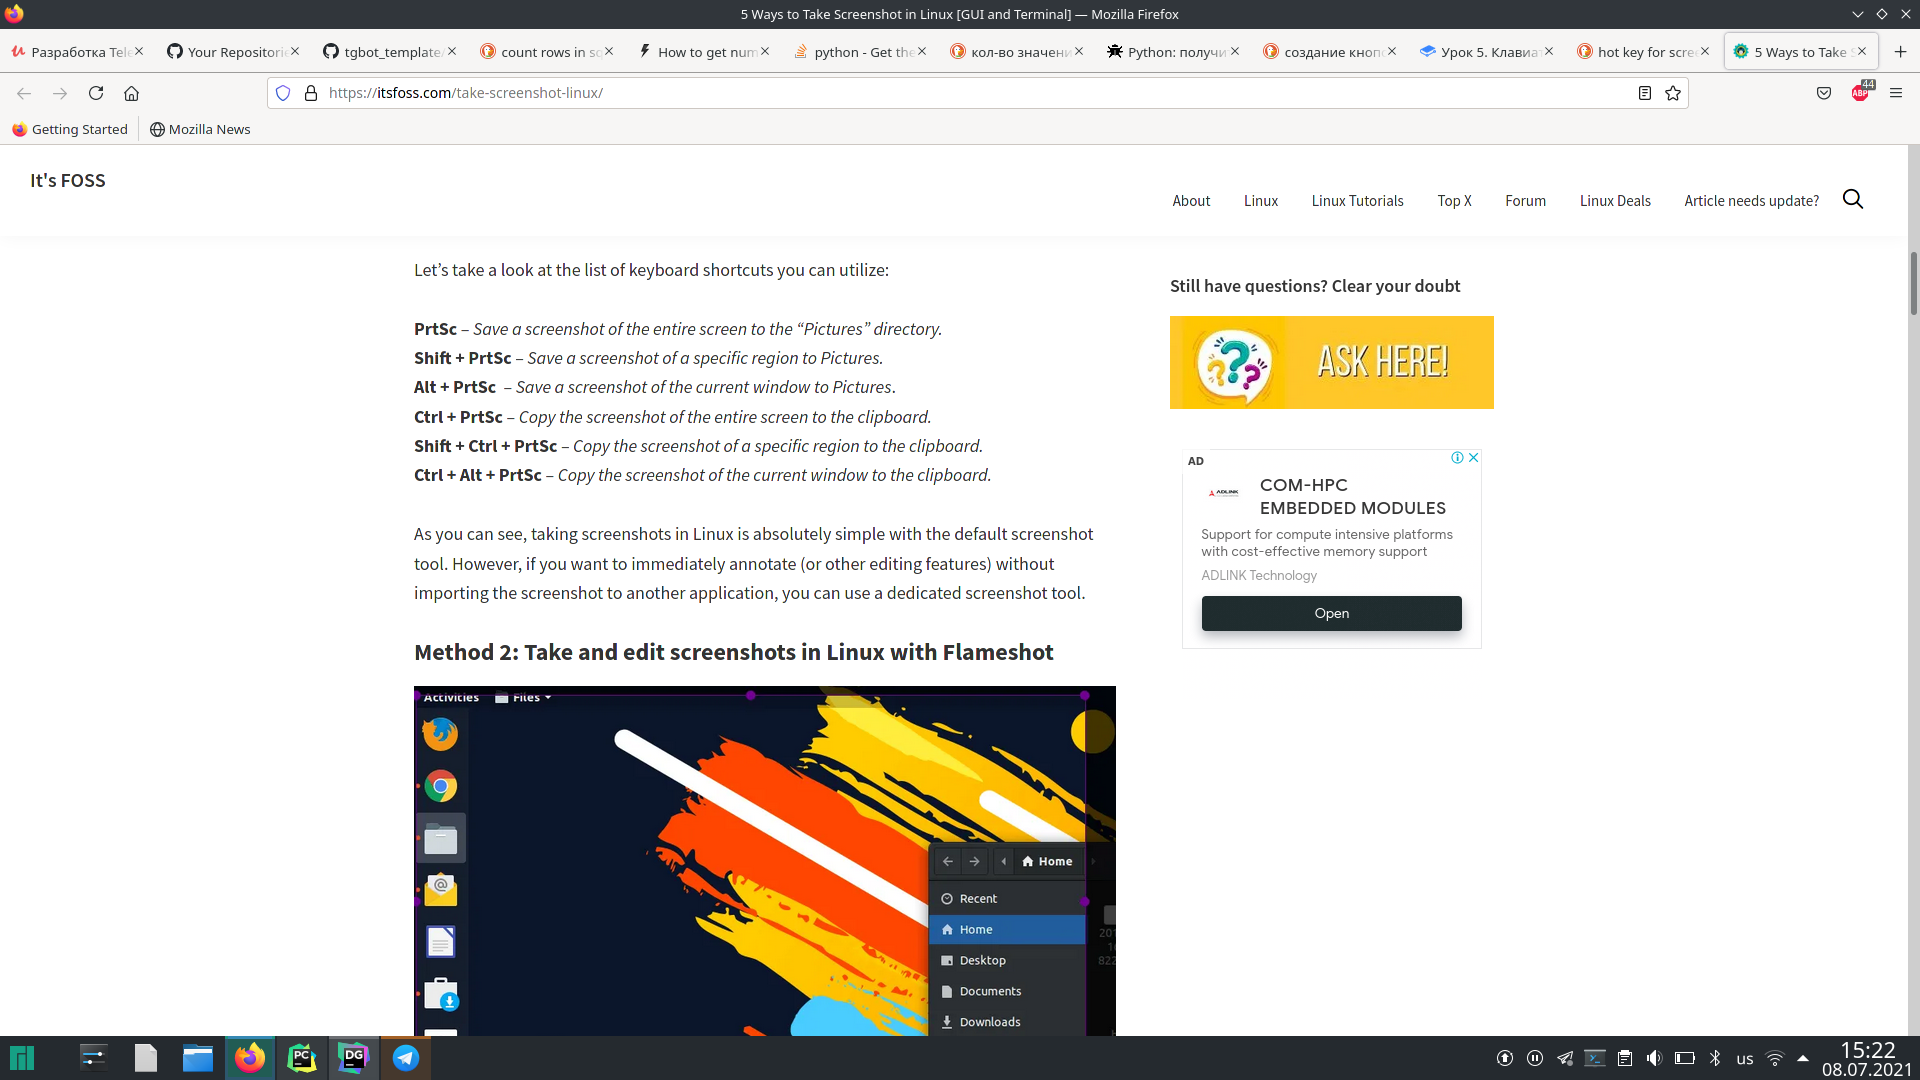 5 Ways to Take Screenshot in Linux [GUI and Terminal] — Mozilla Firefox
Разработка Tele
Your Repositorie
tgbot_template/
count rows in sq
How to get num
python - Get the
кол-во значени
Python: получи
создание кнопо
Урок 5. Клавиат
hot key for scree
5 Ways to Take S
https://itsfoss.com/take-screenshot-linux/
ABP
44
Getting Started
Mozilla News
It's FOSS
About
Linux
Linux Tutorials
Top X
Forum
Linux Deals
Article needs update?
Let’s take a look at the list of keyboard shortcuts you can utilize:
PrtSc – Save a screenshot of the entire screen to the “Pictures” directory.
Shift + PrtSc – Save a screenshot of a specific region to Pictures.
Alt + PrtSc – Save a screenshot of the current window to Pictures.
Ctrl + PrtSc – Copy the screenshot of the entire screen to the clipboard.
Shift + Ctrl + PrtSc – Copy the screenshot of a specific region to the clipboard.
Ctrl + Alt + PrtSc – Copy the screenshot of the current window to the clipboard.
As you can see, taking screenshots in Linux is absolutely simple with the default screenshot
tool. However, if you want to immediately annotate (or other editing features) without
importing the screenshot to another application, you can use a dedicated screenshot tool.
Method 2: Take and edit screenshots in Linux with Flameshot
Activities
Files
Home
Recent
Home
Desktop
Documents
Downloads
Still have questions? Clear your doubt
ASK HERE!
AD
ADLINK
COM-HPC
EMBEDDED MODULES
Support for compute intensive platforms
with cost-effective memory support
ADLINK Technology
Open
PC
DG
us
15:22
08.07.2021